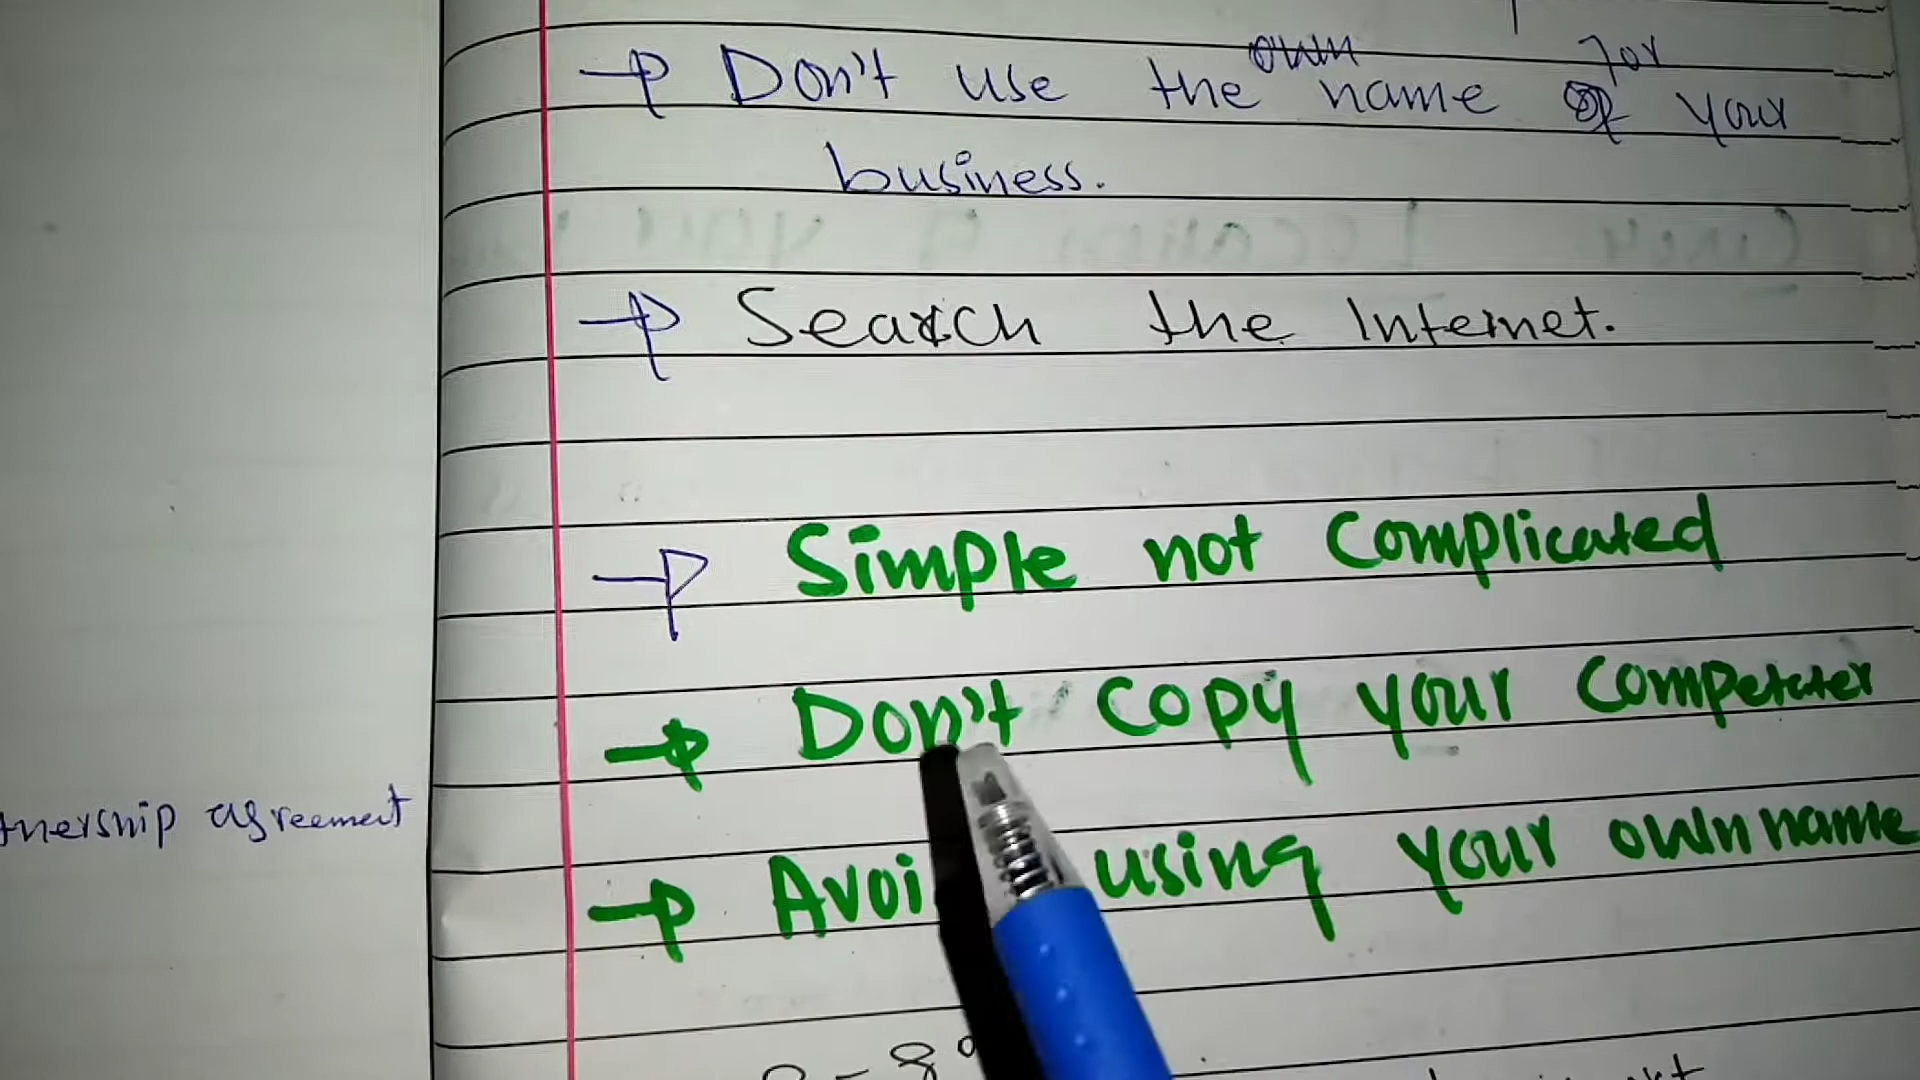 own for
→ Don't use the name of your
business.
→ Search the Internet.
→ Simple not Complicated
→ Don't Copy your Competeter
nership agreement
→ Avoi using your own name